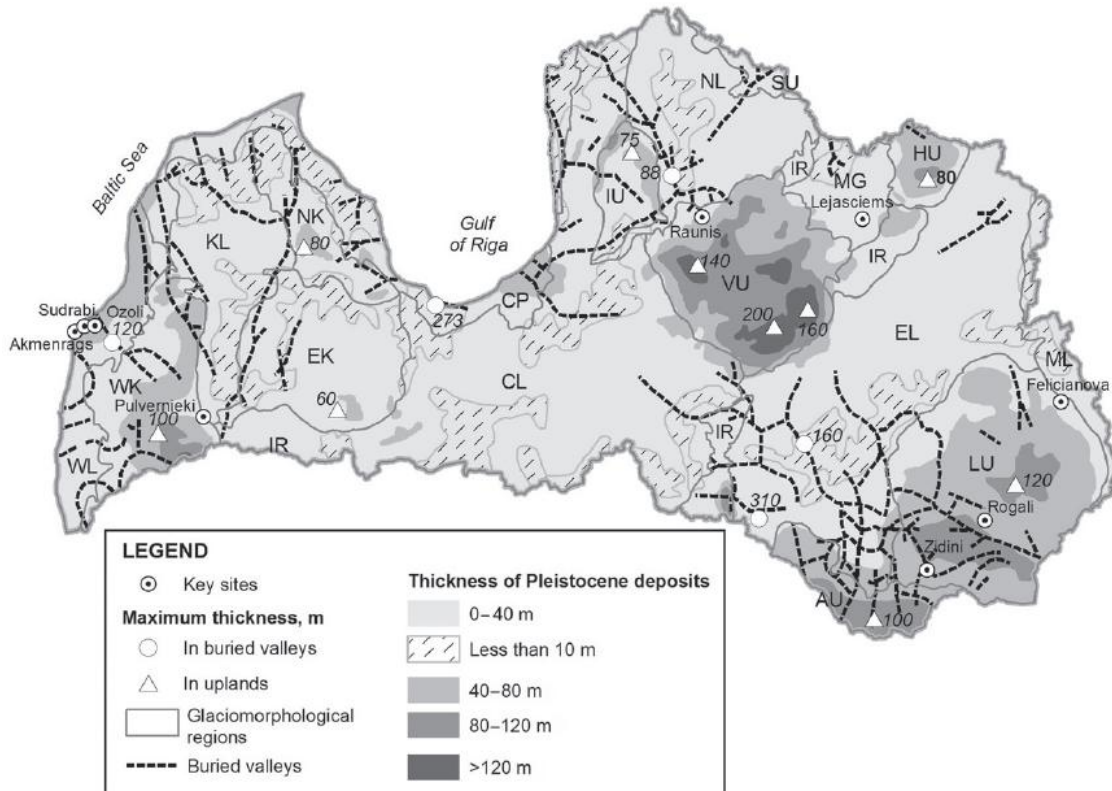 NL
SU
75
HU
88
IR
MG
80
Baltic Sea
IU
Lejasciems
NK
Gulf
of Riga
Raunis
KL
80
IR
140
VU
CP
Sudrabi
Ozoli
273
200
160
120
Akmenrags
EL
ML
EK
CL
Felicianova
WK
Pulvernieki
60
100
IR
IR
160
LU
WL
120
310
Rogali
Zidini
AU
100
LEGEND
Key sites
Maximum thickness, m
In buried valleys
In uplands
Glaciomorphological
regions
Buried valleys
Thickness of Pleistocene deposits
0–40 m
Less than 10 m
40–80 m
80–120 m
>120 m